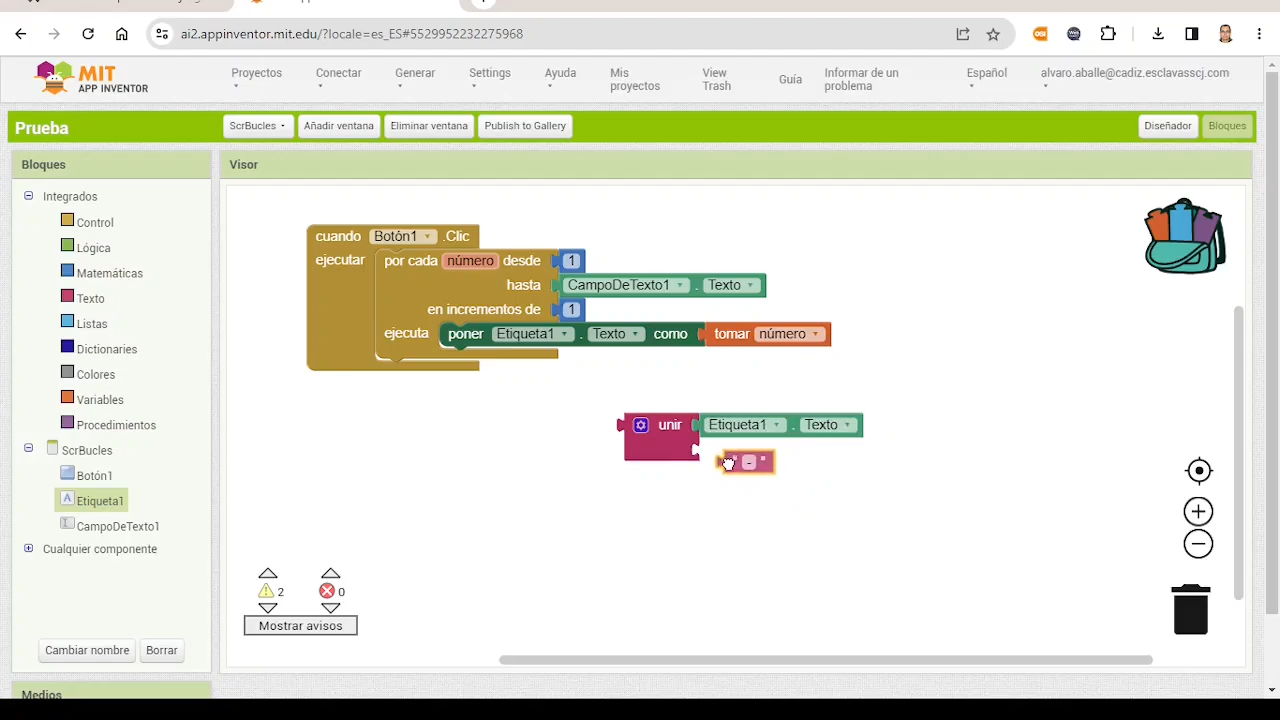 ai2.appinventor.mit.edu/?locale=es_ES#5529952232275968
MIT
APP INVENTOR
Proyectos
Conectar
Generar
Settings
Ayuda
Mis
proyectos
View
Trash
Guía
Informar de un
problema
Español
alvaro.aballe@cadiz.esclavasscj.com
Prueba
ScrBucles
Añadir ventana
Eliminar ventana
Publish to Gallery
Diseñador
Bloques
Bloques
Integrados
Control
Lógica
Matemáticas
Texto
Listas
Dictionaries
Colores
Variables
Procedimientos
ScrBucles
Botón1
Etiqueta1
CampoDeTexto1
Cualquier componente
Cambiar nombre
Borrar
Medios
Visor
cuando Botón1 .Clic
ejecutar por cada número desde 1
hasta CampoDeTexto1 . Texto
en incrementos de 1
ejecuta poner Etiqueta1 . Texto como tomar número
unir Etiqueta1 . Texto
" - "
2
0
Mostrar avisos